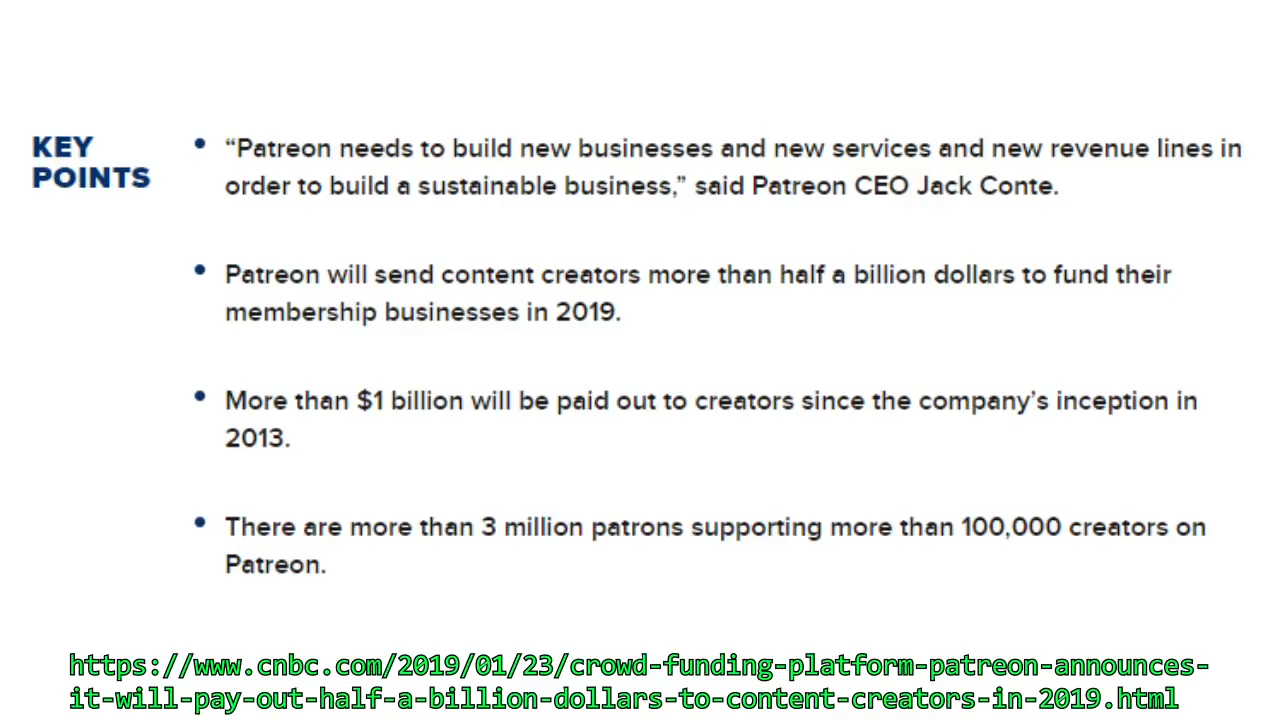 KEY
POINTS
• “Patreon needs to build new businesses and new services and new revenue lines in
order to build a sustainable business,” said Patreon CEO Jack Conte.
• Patreon will send content creators more than half a billion dollars to fund their
membership businesses in 2019.
• More than $1 billion will be paid out to creators since the company’s inception in
2013.
• There are more than 3 million patrons supporting more than 100,000 creators on
Patreon.
https://www.cnbc.com/2019/01/23/crowd-funding-platform-patreon-announces-
it-will-pay-out-half-a-billion-dollars-to-content-creators-in-2019.html